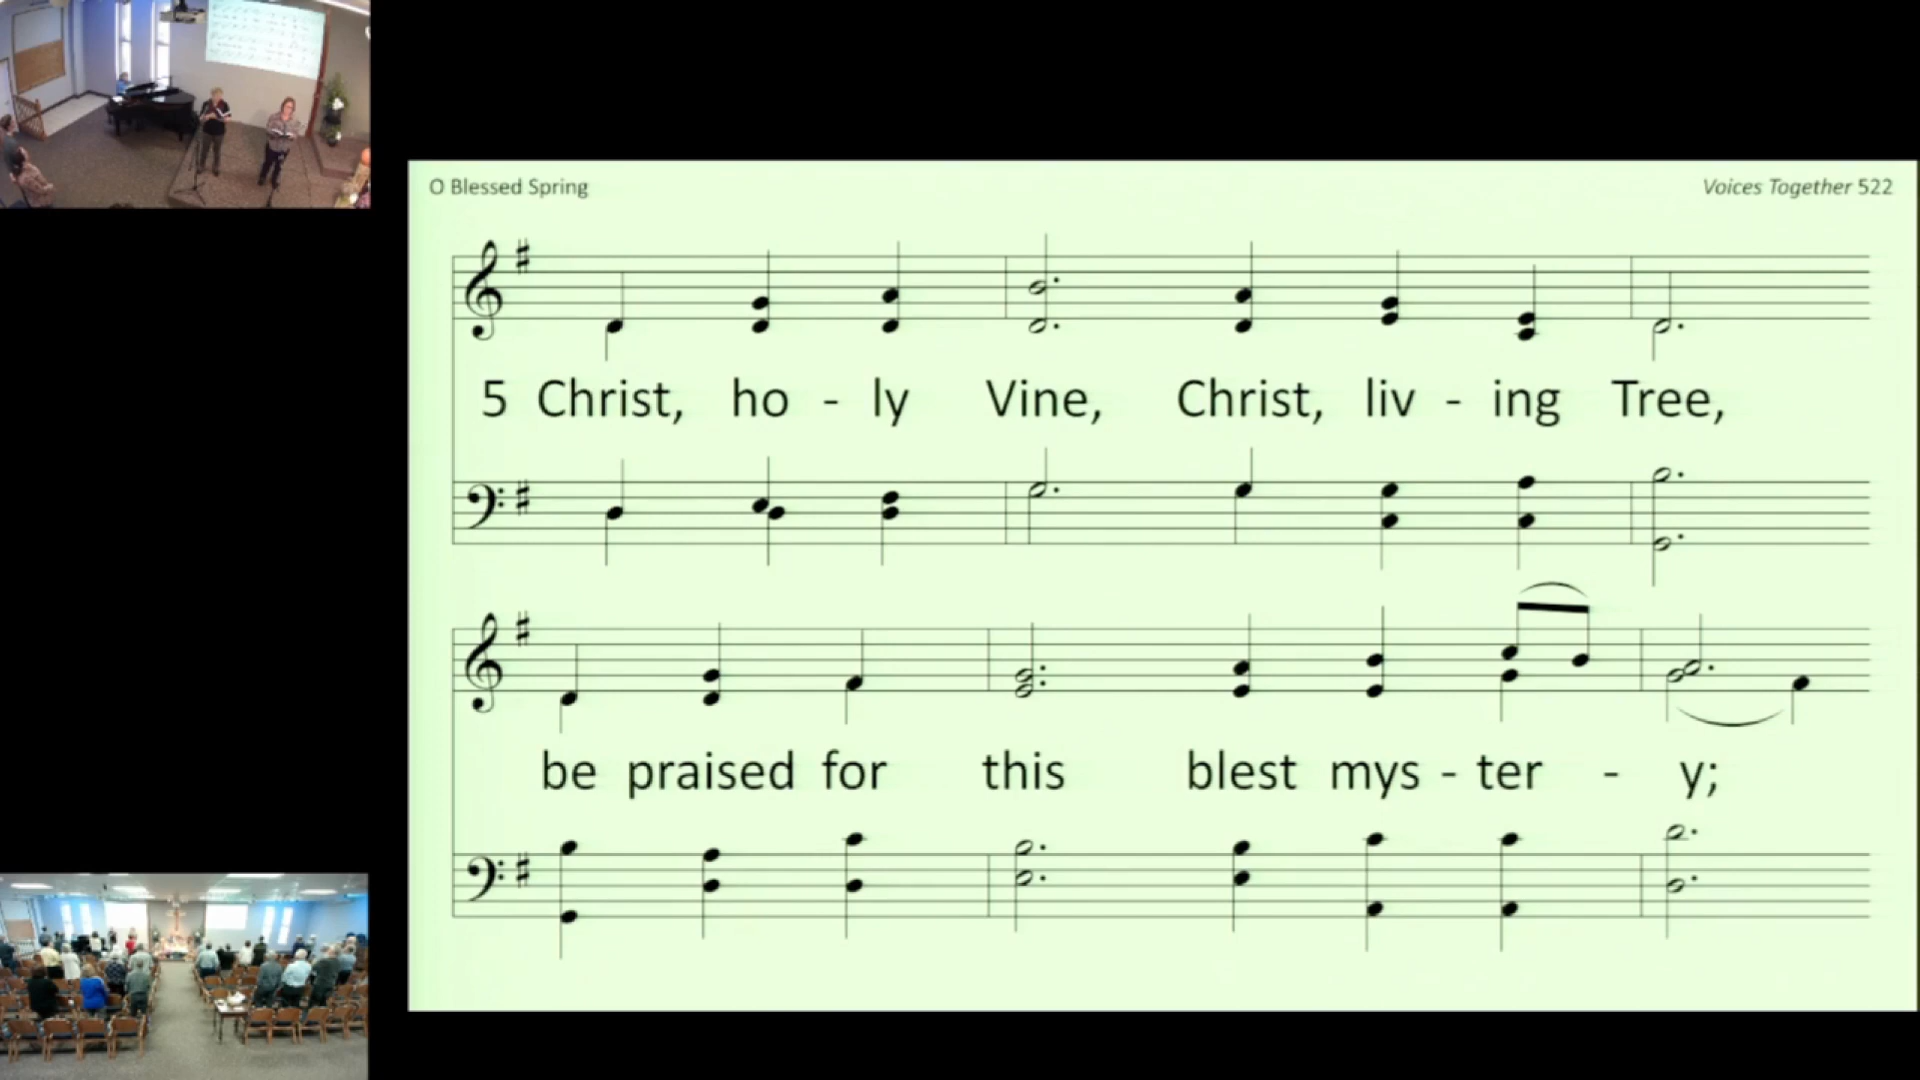 O Blessed Spring
Voices Together 522
5 Christ, ho - ly Vine, Christ, liv - ing Tree,
be praised for this blest mys - ter - y;